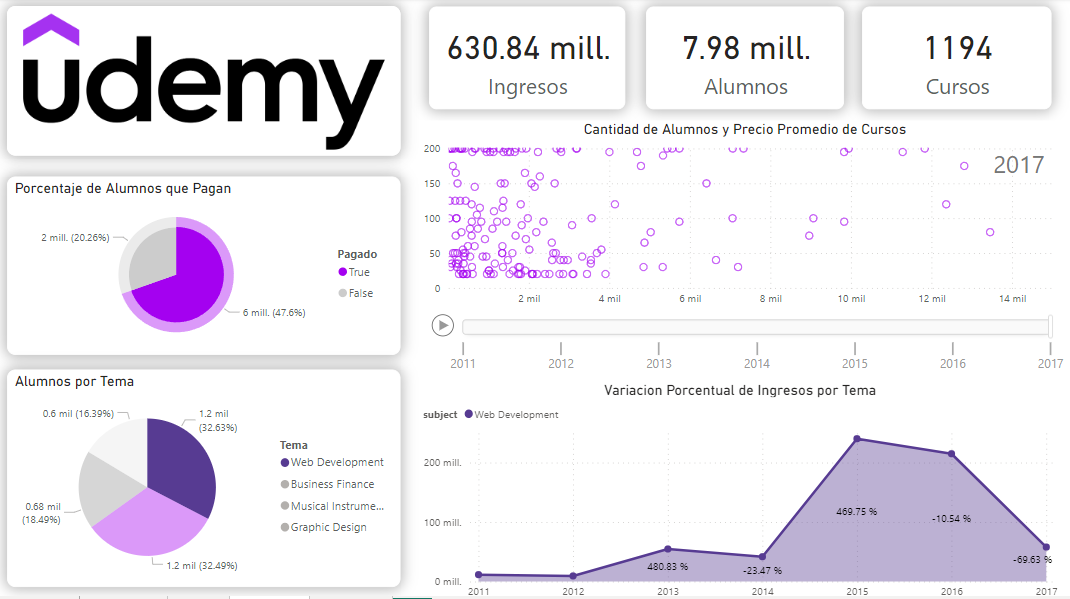 udemy
630.84 mill.
Ingresos
7.98 mill.
Alumnos
1194
Cursos
Porcentaje de Alumnos que Pagan
2 mill. (20.26%)
6 mill. (47.6%)
Pagado
True
False
Alumnos por Tema
0.6 mil (16.39%)
1.2 mil
(32.63%)
0.68 mil
(18.49%)
1.2 mil (32.49%)
Tema
Web Development
Business Finance
Musical Instrume...
Graphic Design
Cantidad de Alumnos y Precio Promedio de Cursos
2017
200
150
100
50
0
2 mil 4 mil 6 mil 8 mil 10 mil 12 mil 14 mil
2011 2012 2013 2014 2015 2016 2017
Variacion Porcentual de Ingresos por Tema
subject Web Development
200 mill.
100 mill.
0 mill.
480.83 %
-23.47 %
469.75 %
-10.54 %
-69.63 %
2011 2012 2013 2014 2015 2016 2017